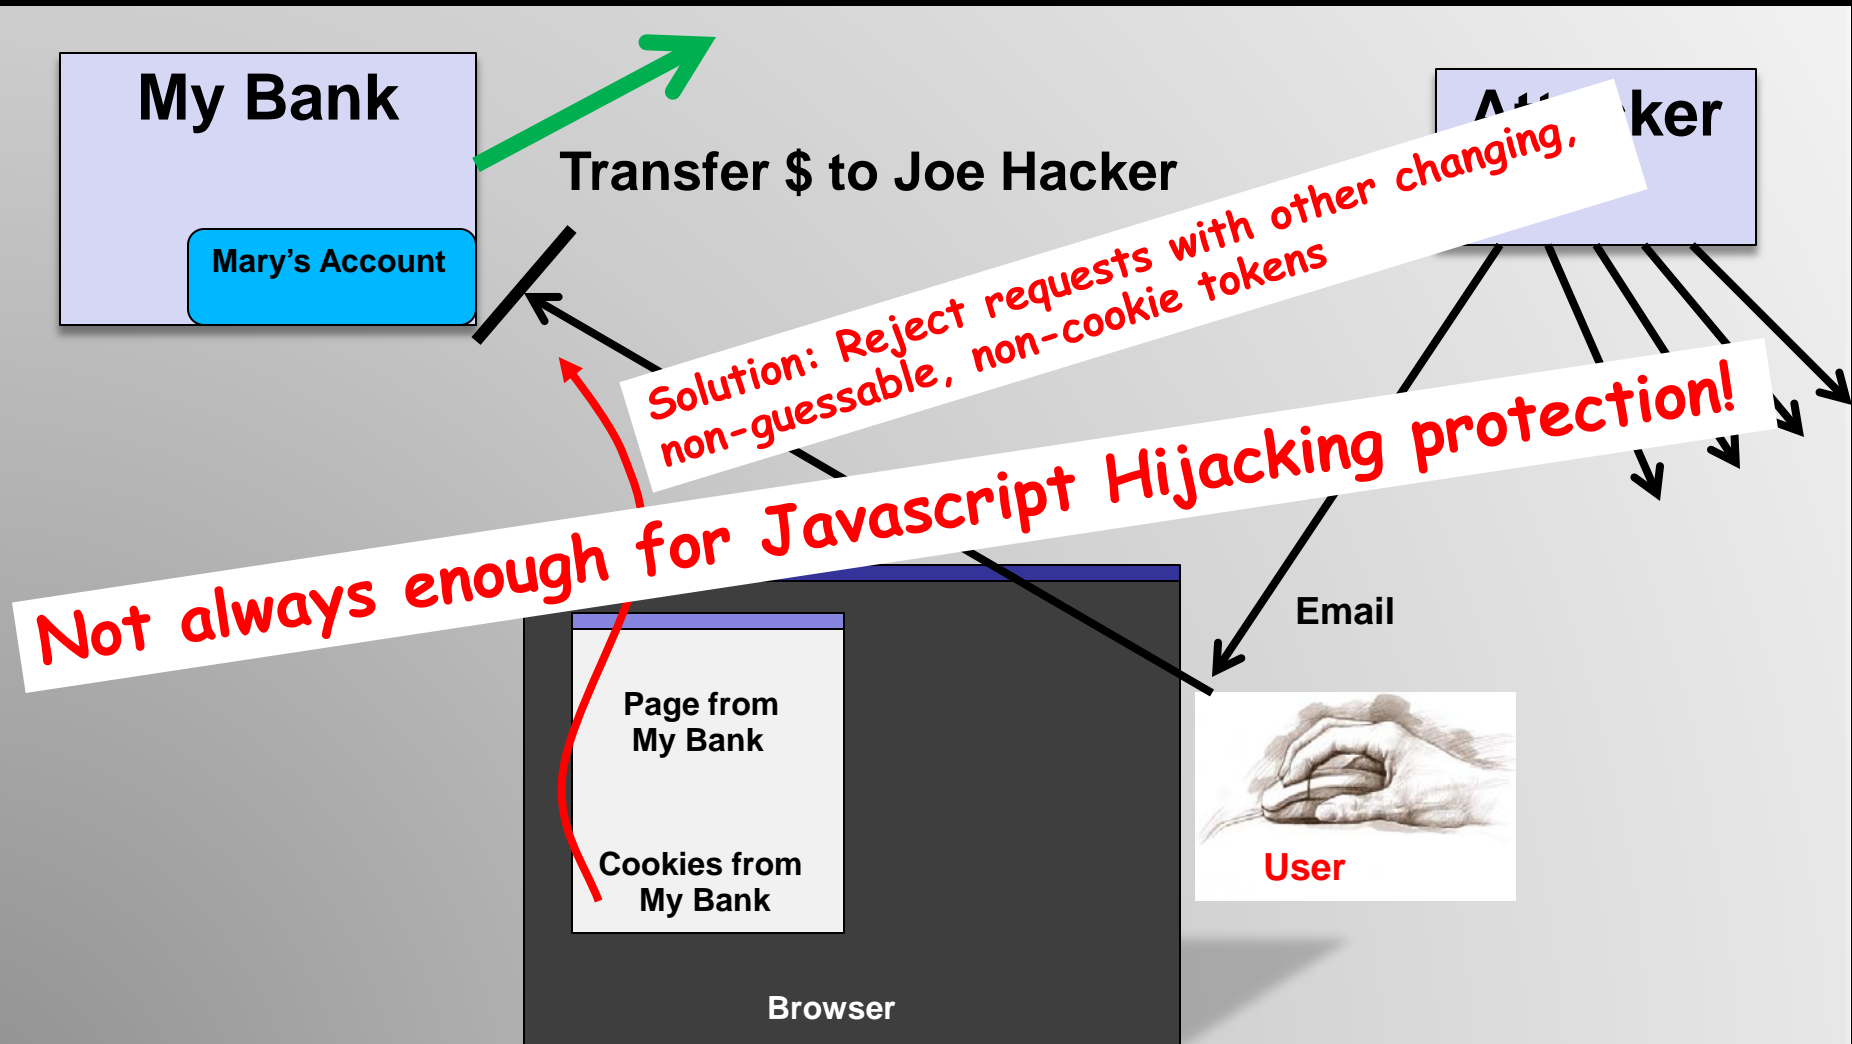 My Bank
Attacker
Transfer $ to Joe Hacker
Mary's Account
Solution: Reject requests with other changing,
non-guessable, non-cookie tokens
Not always enough for Javascript Hijacking protection!
Email
Page from
My Bank
Cookies from
My Bank
User
Browser